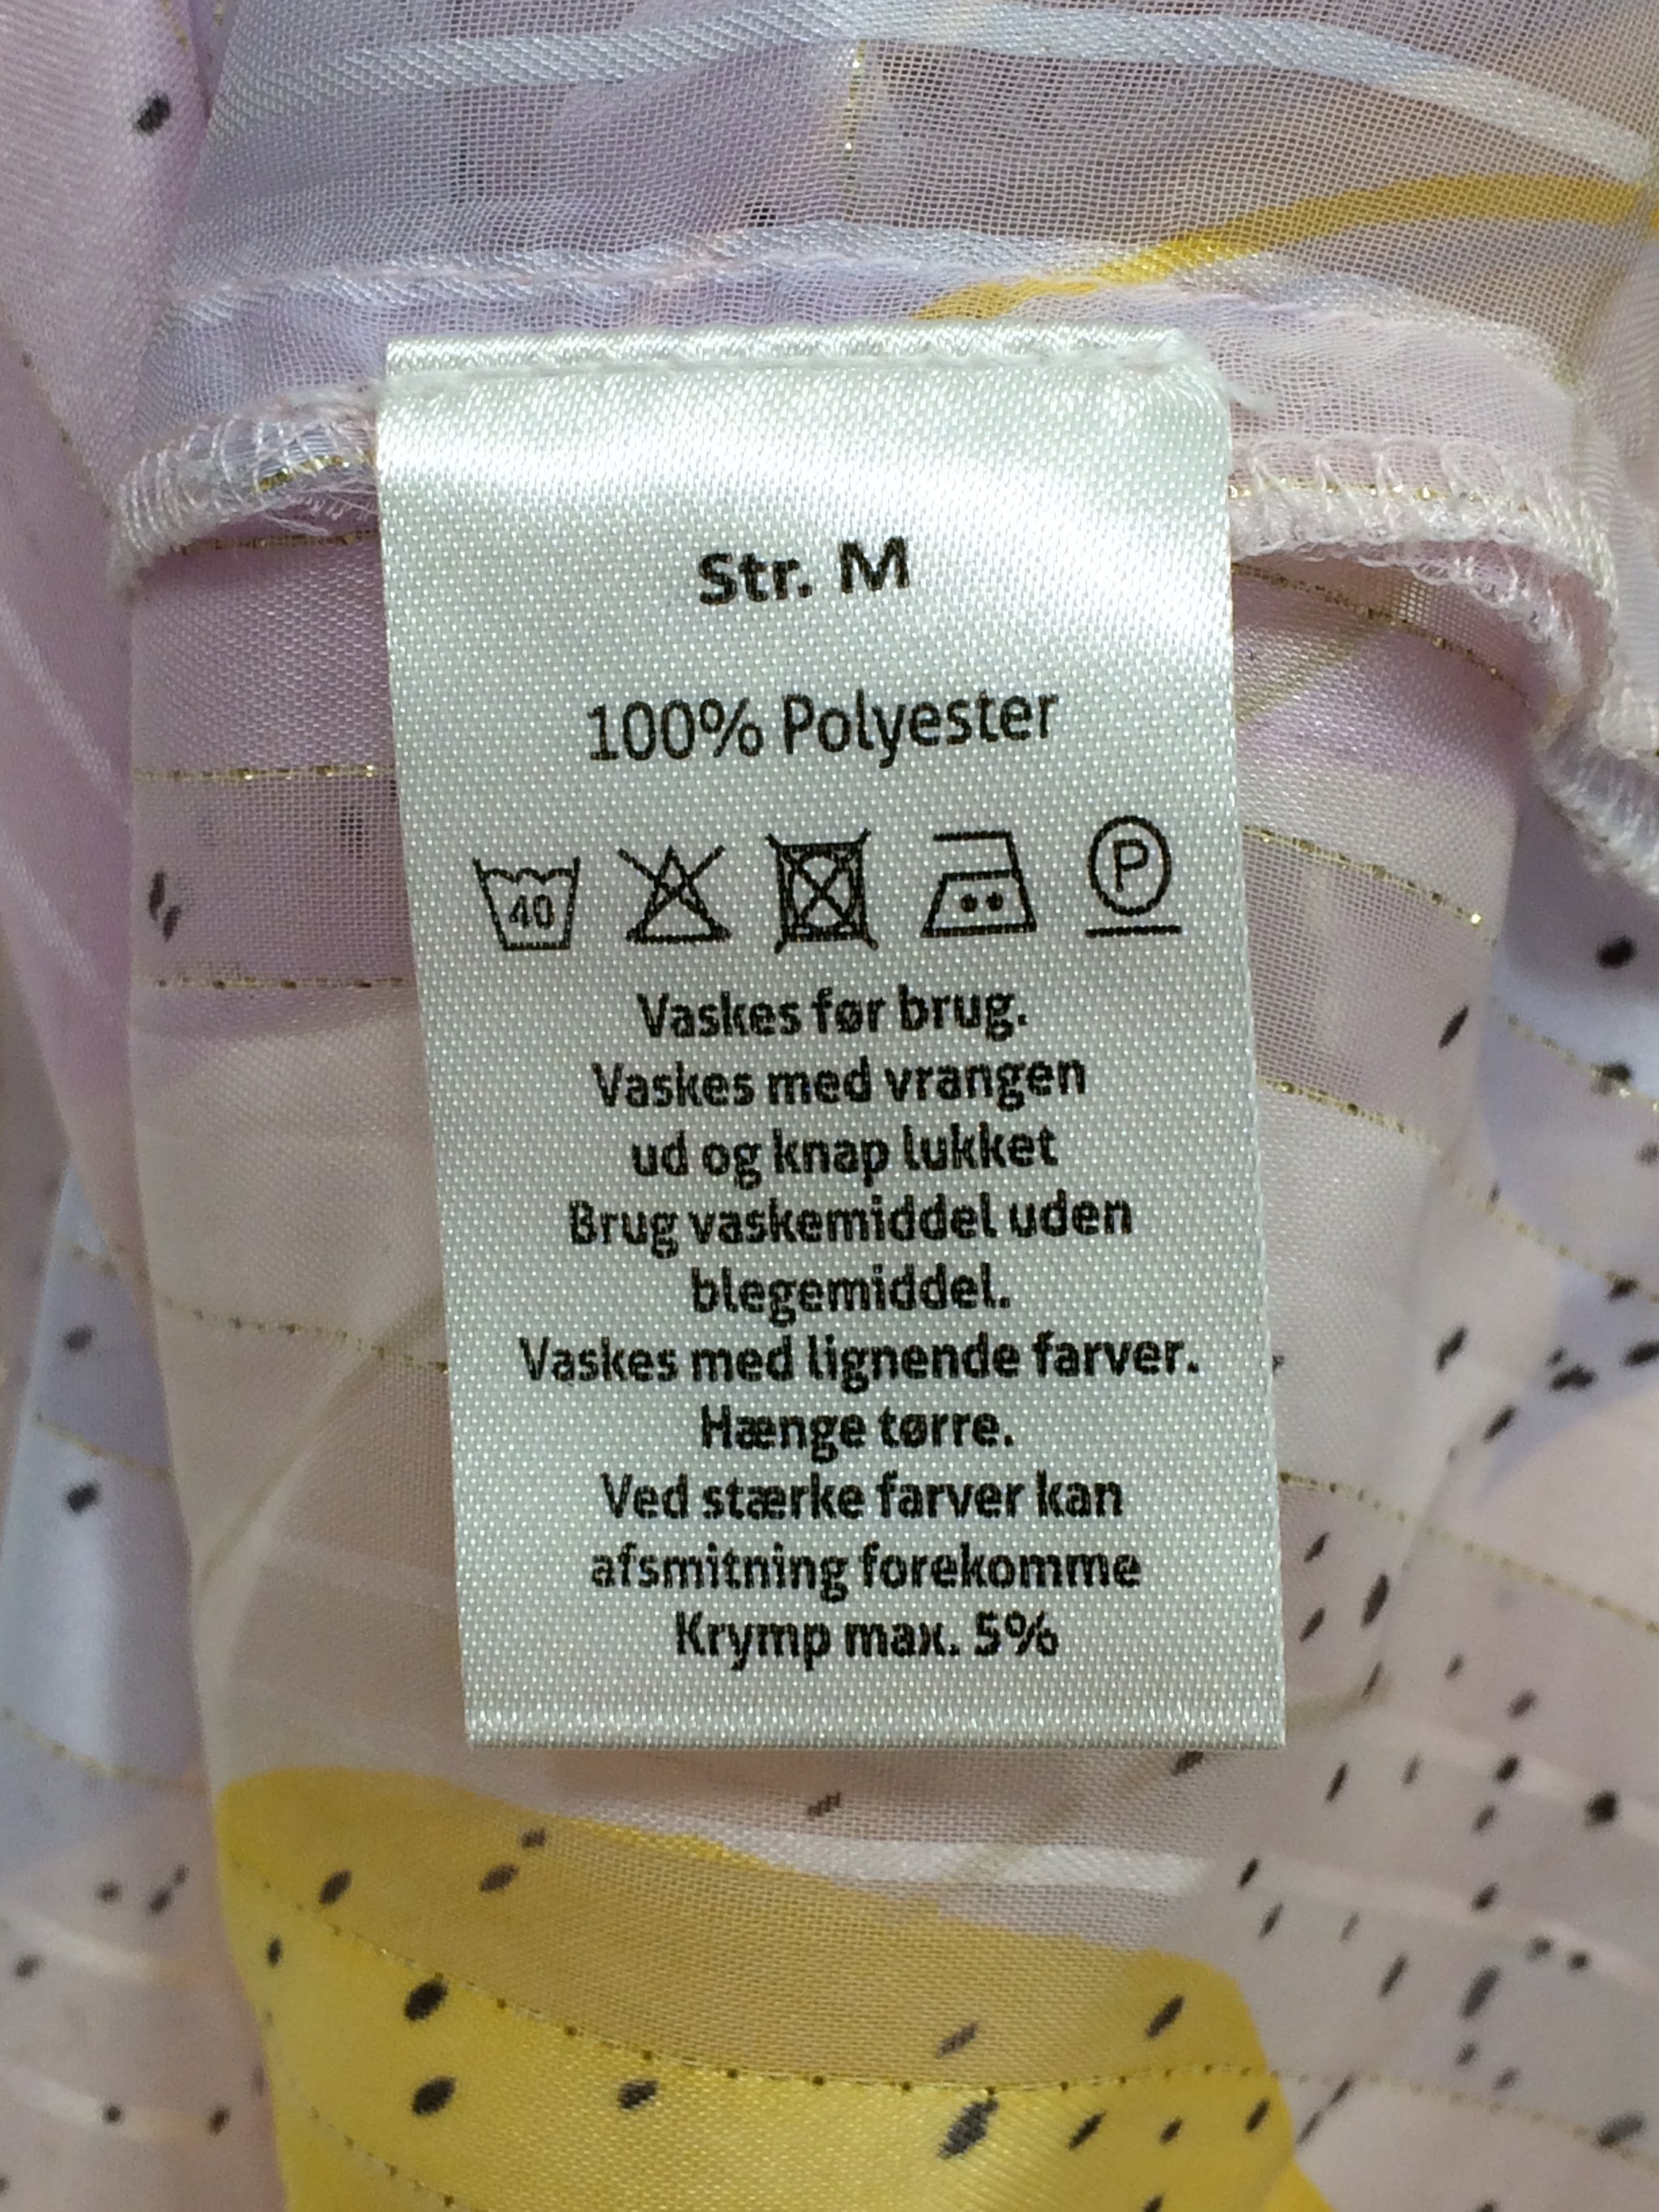 Str. M
100% Polyester
40 P
Vaskes før brug.
Vaskes med vrangen
ud og knap lukket
Brug vaskemiddel uden
blegemiddel.
Vaskes med lignende farver.
Hænge tørre.
Ved stærke farver kan
afsmitning forekomme
Krymp max. 5%